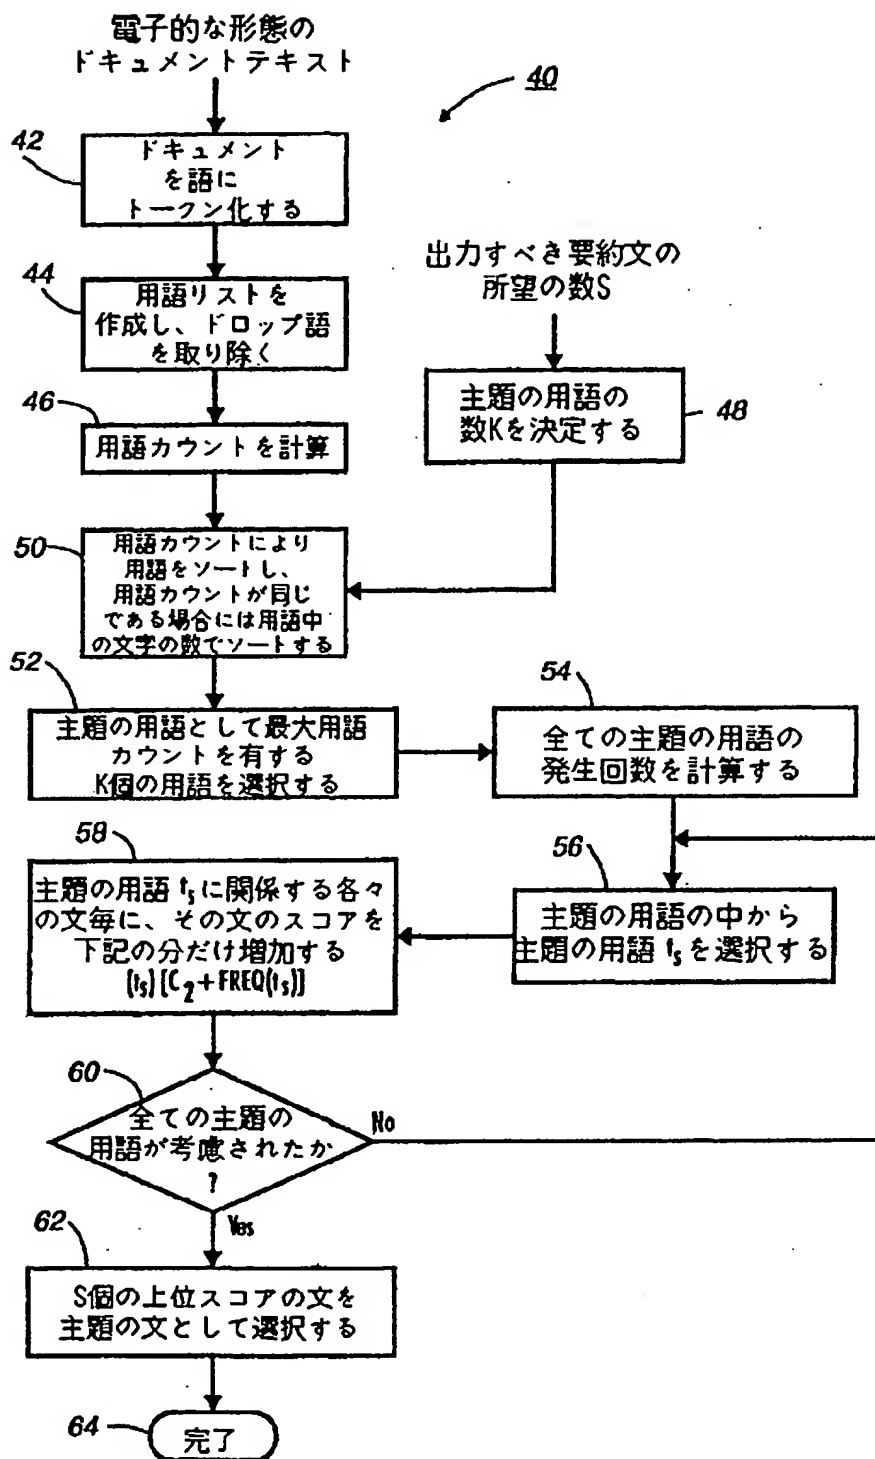 電子的な形態の
ドキュメントテキスト
40
42
ドキュメント
を語に
トークン化する
44
用語リストを
作成し、ドロップ語
を取り除く
46
用語カウントを計算
出力すべき要約文の
所望の数S
主題の用語の
数Kを決定する
48
50
用語カウントにより
用語をソートし、
用語カウントが同じ
である場合には用語中
の文字の数でソートする
52
主題の用語として最大用語
カウントを有する
K個の用語を選択する
54
全ての主題の用語の
発生回数を計算する
56
主題の用語の中から
主題の用語 tsを選択する
58
主題の用語 tsに関係する各々
の文毎に、その文のスコアを
下記の分だけ増加する
(ts)[C2+FREQ(ts)]
60
全ての主題の
用語が考慮されたか
?
No
Yes
62
S個の上位スコアの文を
主題の文として選択する
64
完了